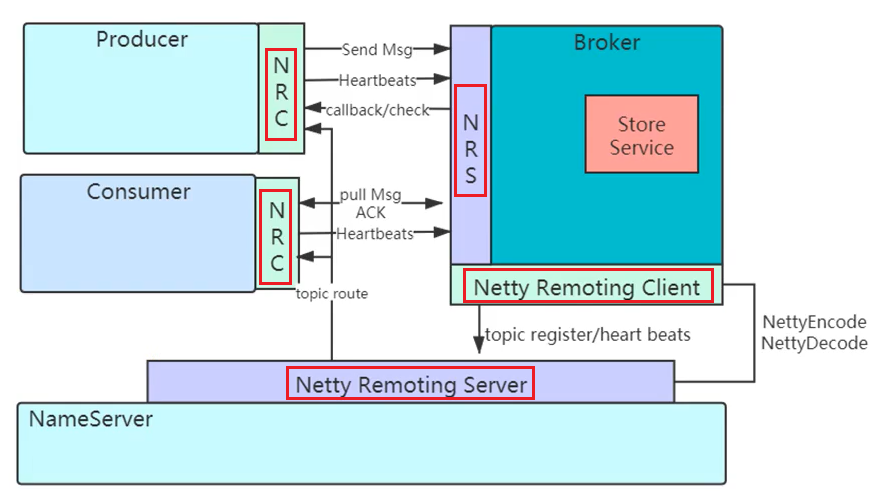 Producer
N
R
C
Send Msg
Heartbeats
callback/check
N
R
S
Broker
Store
Service
Consumer
N
R
C
pull Msg
ACK
Heartbeats
topic route
Netty Remoting Client
topic register/heart beats
NettyEncode
NettyDecode
Netty Remoting Server
NameServer